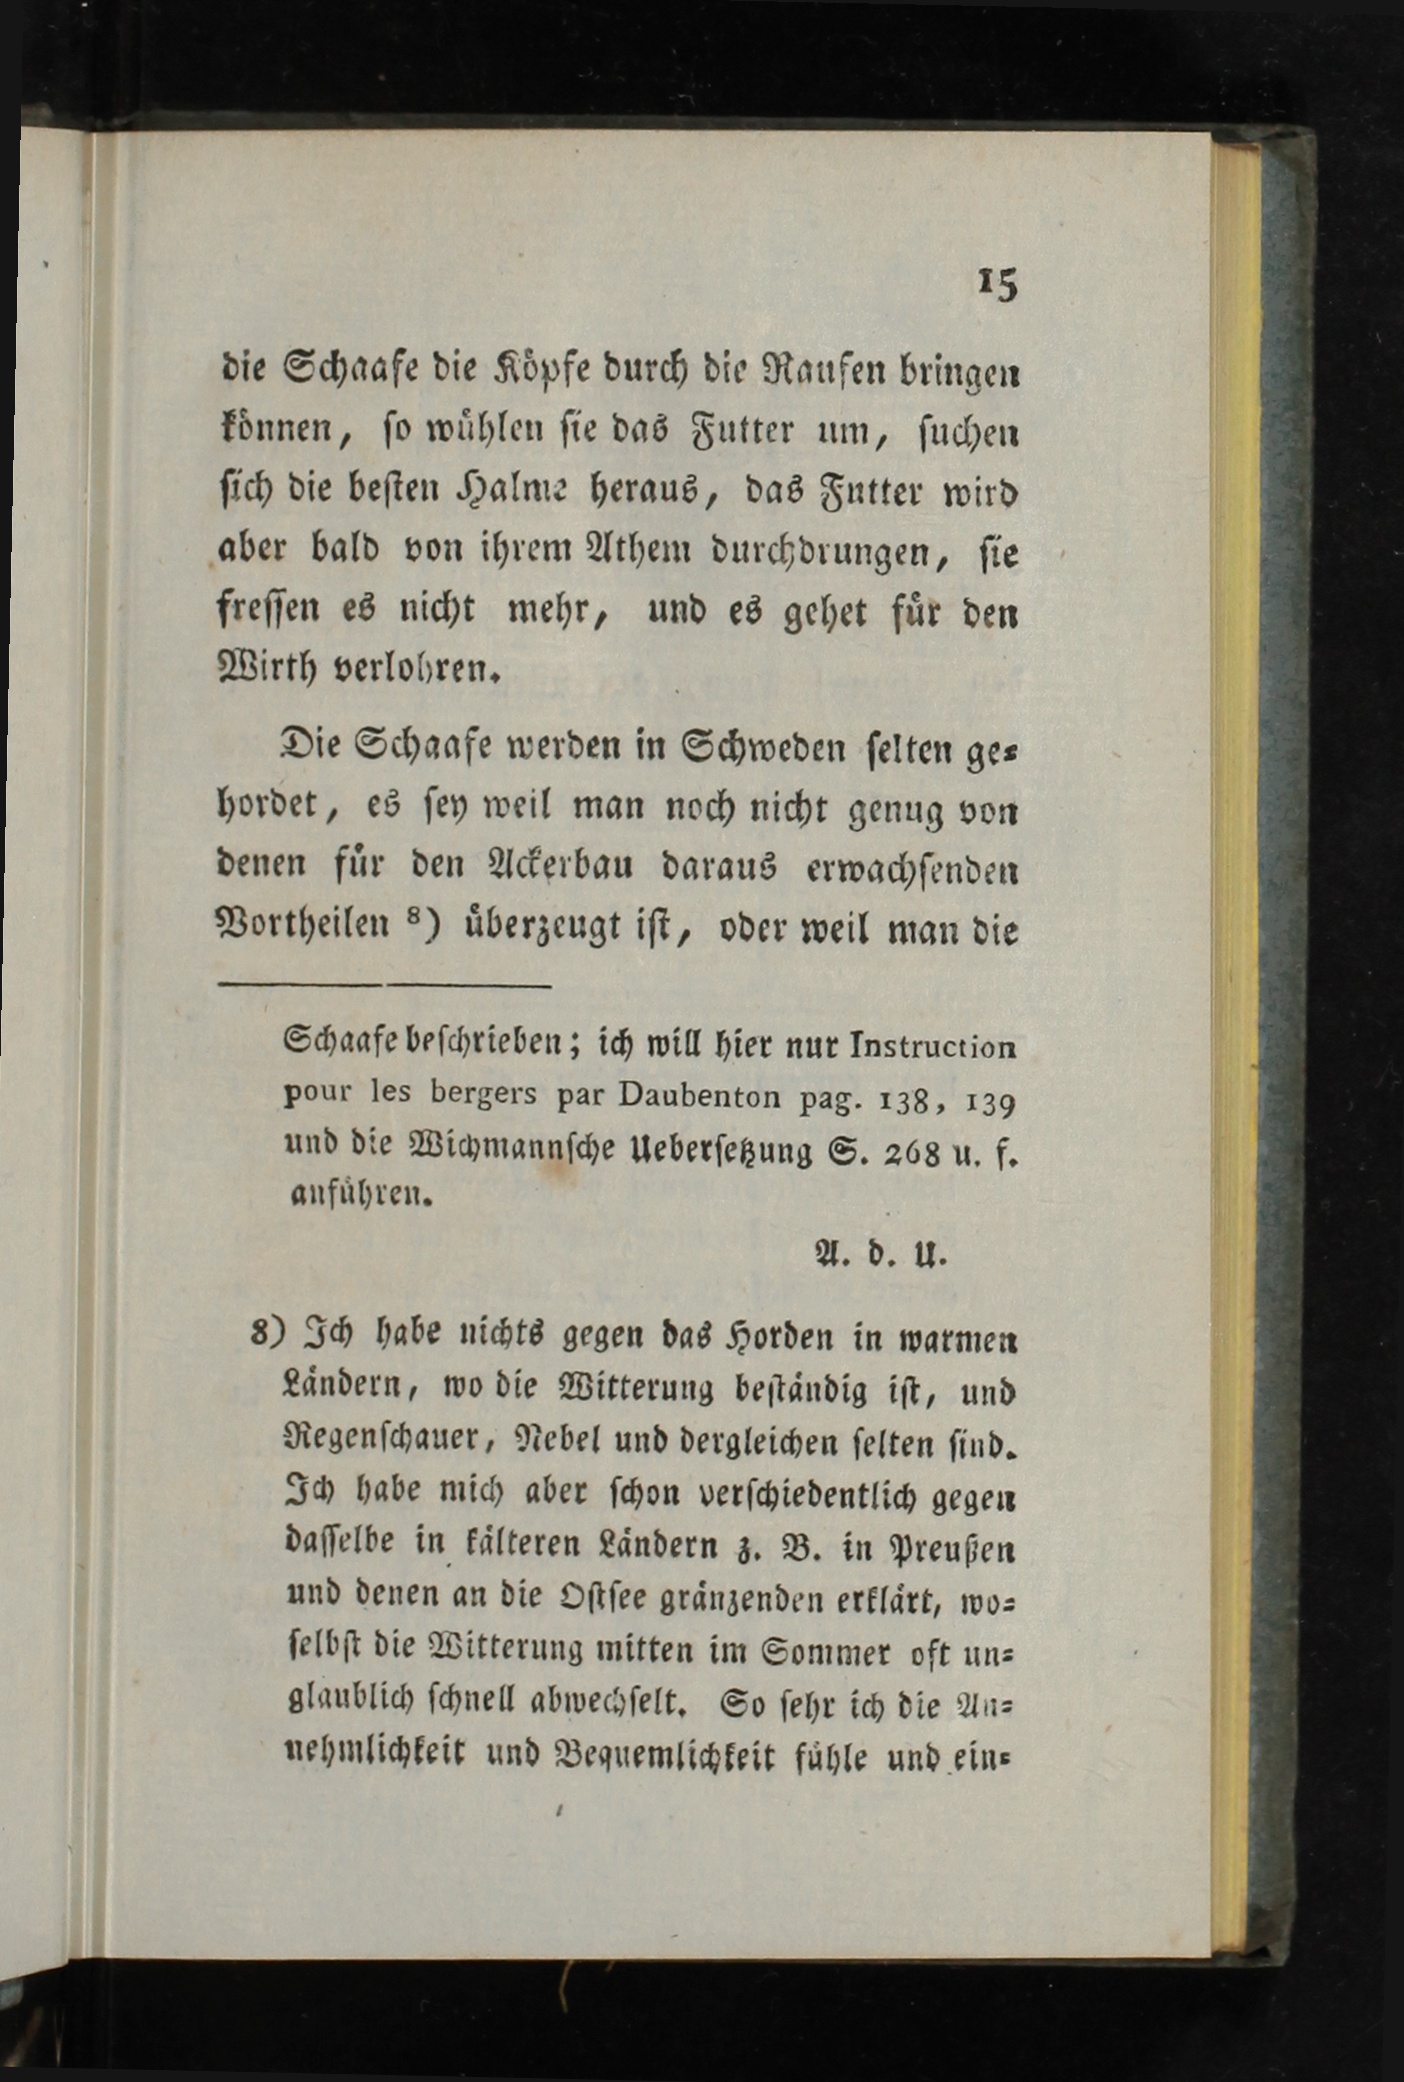 15
die Schaafe die Köpfe durch die Raufen bringen
können, so wühlen sie das Futter um, suchen
sich die besten Halme heraus, das Futter wird
aber bald von ihrem Athem durchdrungen, sie
fressen es nicht mehr, und es gehet für den
Wirth verlohren.
Die Schaafe werden in Schweden selten ge-
hordet, es sey weil man noch nicht genug von
denen für den Ackerbau daraus erwachsenden
Vortheilen 8) überzeugt ist, oder weil man die
Schaafe beschrieben; ich will hier nur Instruction
pour les bergers par Daubenton pag. 138, 139
und die Wichmannsche Uebersetzung S. 268 u. f.
anführen.
A. d. U.
8) Ich habe nichts gegen das Horden in warmen
Ländern, wo die Witterung beständig ist, und
Regenschauer, Nebel und dergleichen selten sind.
Ich habe mich aber schon verschiedentlich gegen
dasselbe in kälteren Ländern z. B. in Preußen
und denen an die Ostsee gränzenden erklärt, wo-
selbst die Witterung mitten im Sommer oft un-
glaublich schnell abwechselt. So sehr ich die An-
nehmlichkeit und Bequemlichkeit fühle und ein-